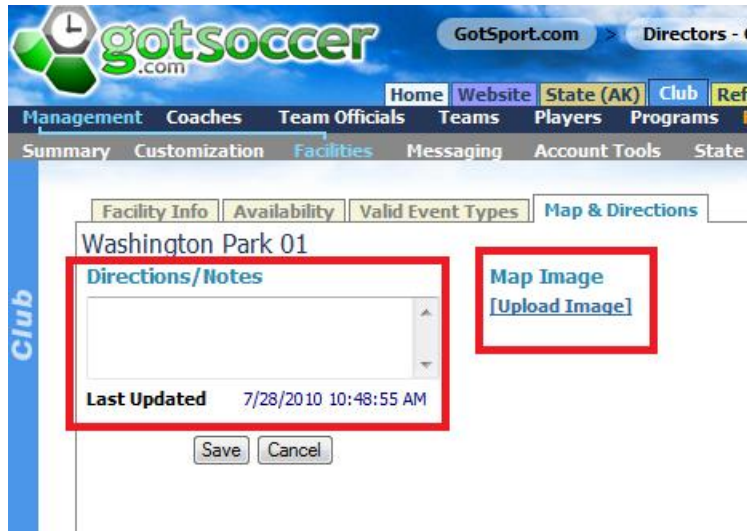 gotsoccer
.com
GotSport.com > Directors -
Home Website State (AK) Club Ref
Management Coaches Team Officials Teams Players Programs
Summary Customization Facilities Messaging Account Tools State
Club
Facility Info Availability Valid Event Types Map & Directions
Washington Park 01
Directions/Notes
Map Image
[Upload Image]
Last Updated 7/28/2010 10:48:55 AM
Save Cancel